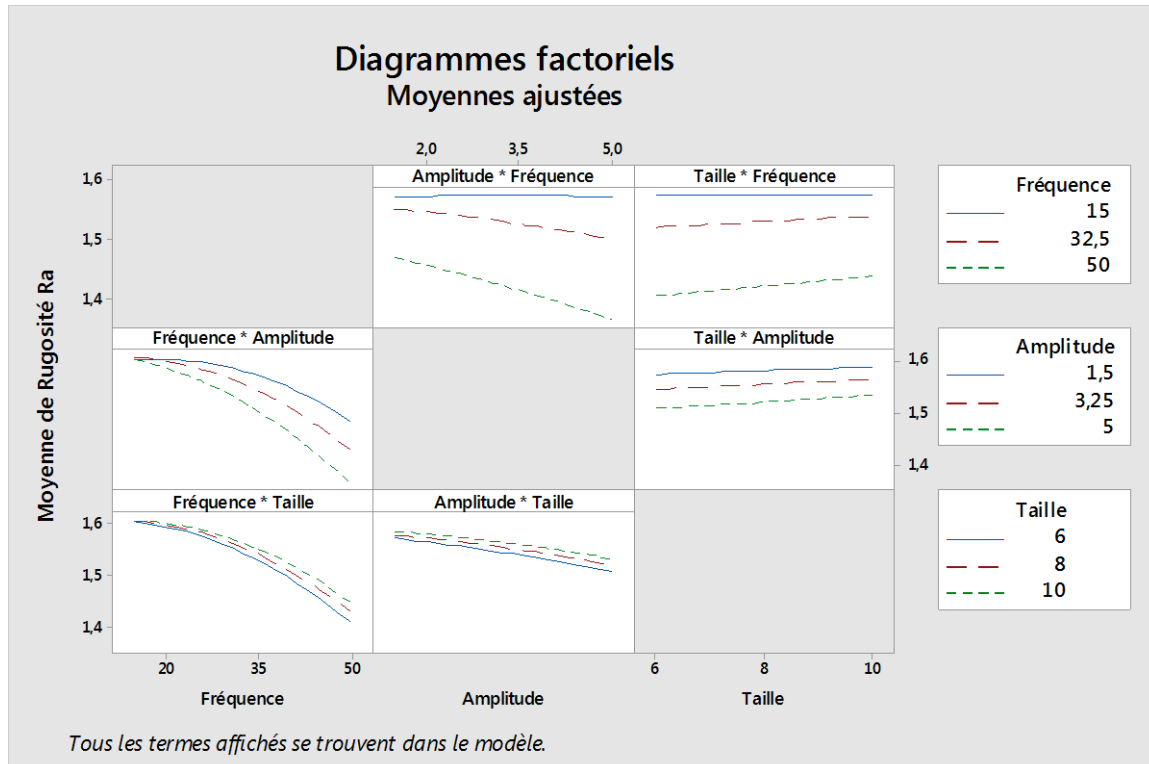 Diagrammes factoriels
Moyennes ajustées
2,0 3,5 5,0
Amplitude * Fréquence
Taille * Fréquence
1,6
1,5
1,4
Fréquence
15
32,5
50
Moyenne de Rugosité Ra
Fréquence * Amplitude
Taille * Amplitude
1,6
1,5
1,4
Amplitude
1,5
3,25
5
Fréquence * Taille
Amplitude * Taille
1,6
1,5
1,4
Taille
6
8
10
20 35 50
6 8 10
Fréquence
Amplitude
Taille
Tous les termes affichés se trouvent dans le modèle.